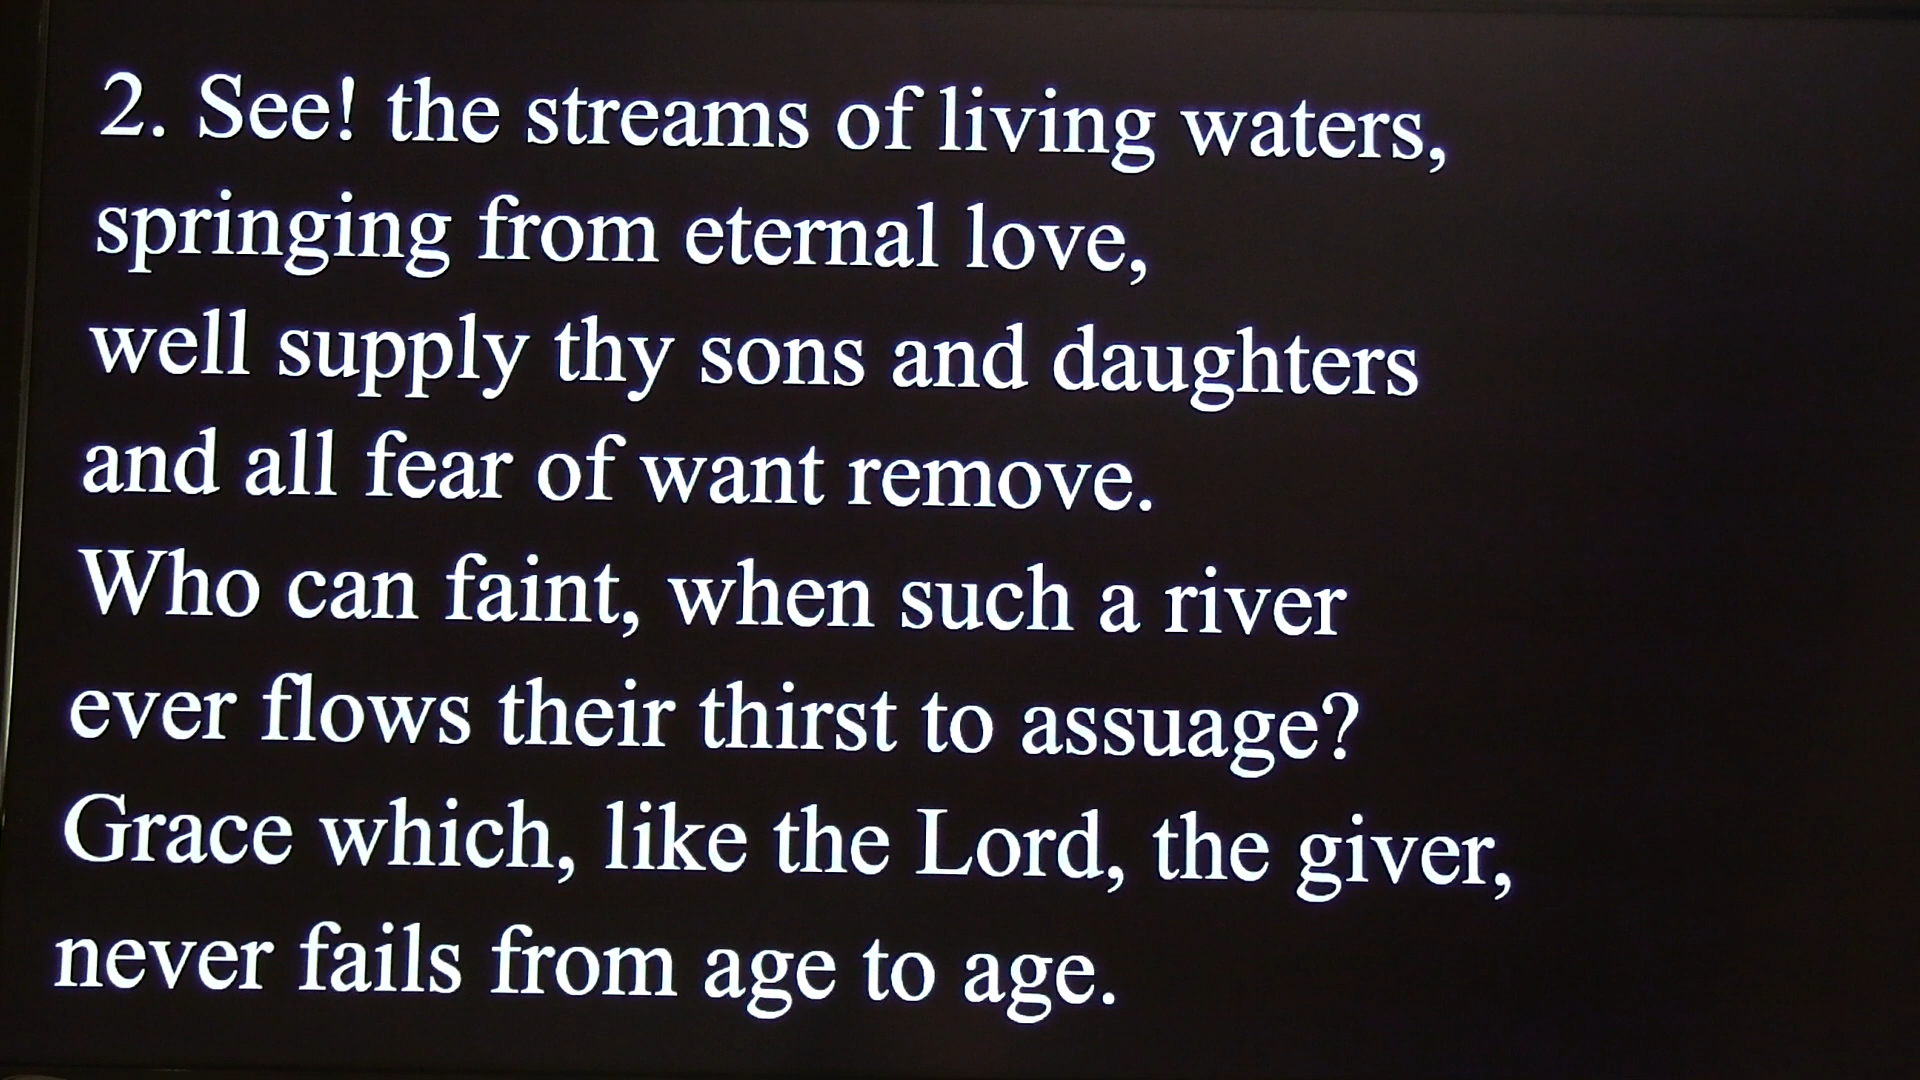 2. See! the streams of living waters,
springing from eternal love,
well supply thy sons and daughters
and all fear of want remove.
Who can faint, when such a river
ever flows their thirst to assuage?
Grace which, like the Lord, the giver,
never fails from age to age.